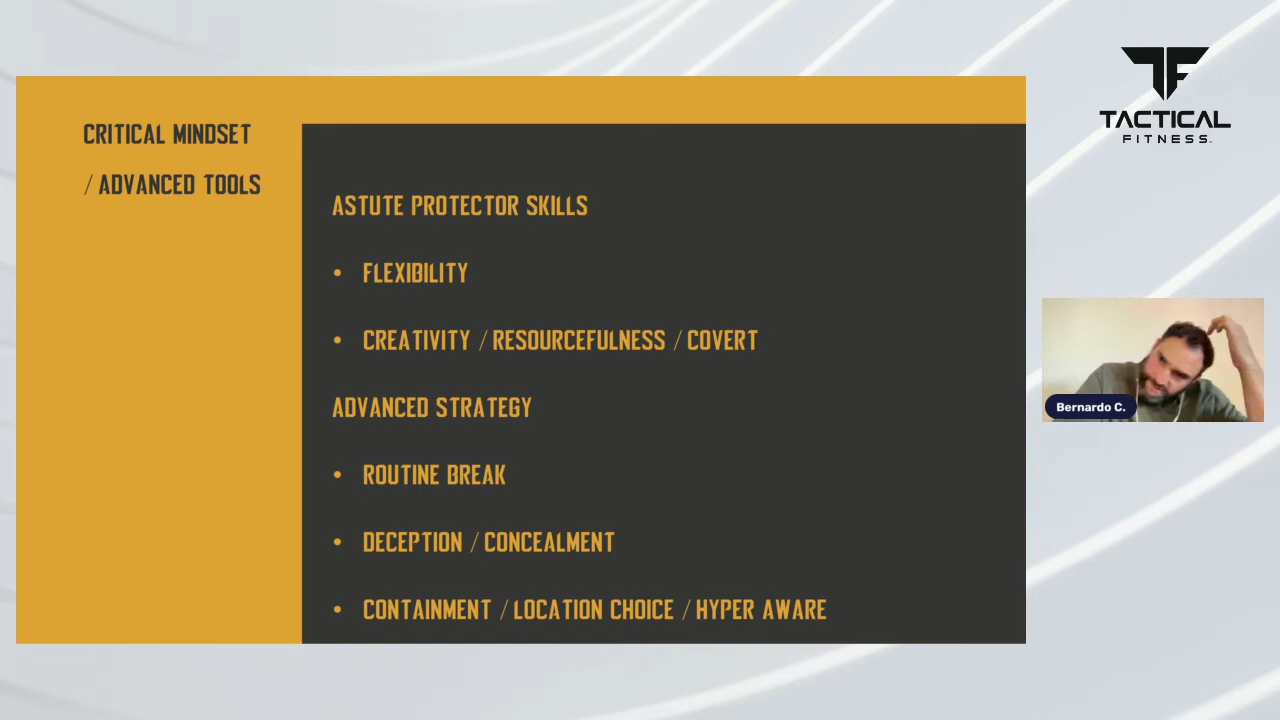 CRITICAL MINDSET
/ ADVANCED TOOLS
ASTUTE PROTECTOR SKILLS
• FLEXIBILITY
• CREATIVITY / RESOURCEFULNESS / COVERT
ADVANCED STRATEGY
• ROUTINE BREAK
• DECEPTION / CONCEALMENT
• CONTAINMENT / LOCATION CHOICE / HYPER AWARE
TF
TACTICAL
FITNESS
Bernardo C.